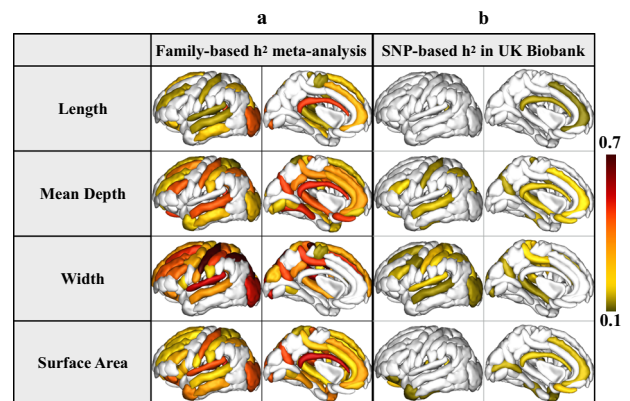 a b
Family-based h² meta-analysis SNP-based h² in UK Biobank
Length
Mean Depth
Width
Surface Area
0.7
0.1